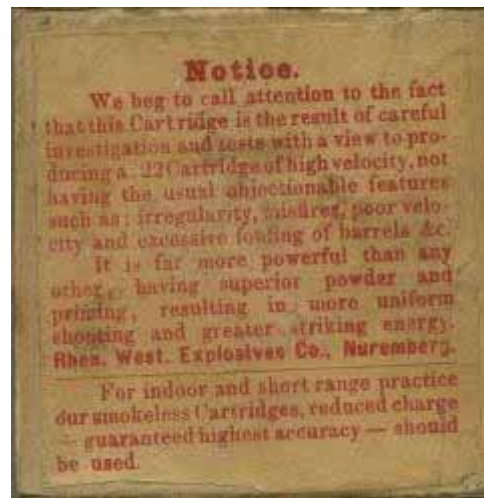 Notice.
We beg to call attention to the fact
that this Cartridge is the result of careful
investigation and tests with a view to pro-
ducing a .22 Cartridge of high velocity, not
having the usual objectionable features
such as: irregularity, misfires, poor velo-
city and excessive fouling of barrels &c.
It is far more powerful than any
other, having superior powder and
priming, resulting in more uniform
shooting and greater striking energy.
Rhen. West. Explosives Co., Nuremberg.
For indoor and short range practice
our smokeless Cartridges, reduced charge
— guaranteed highest accuracy — should
be used.